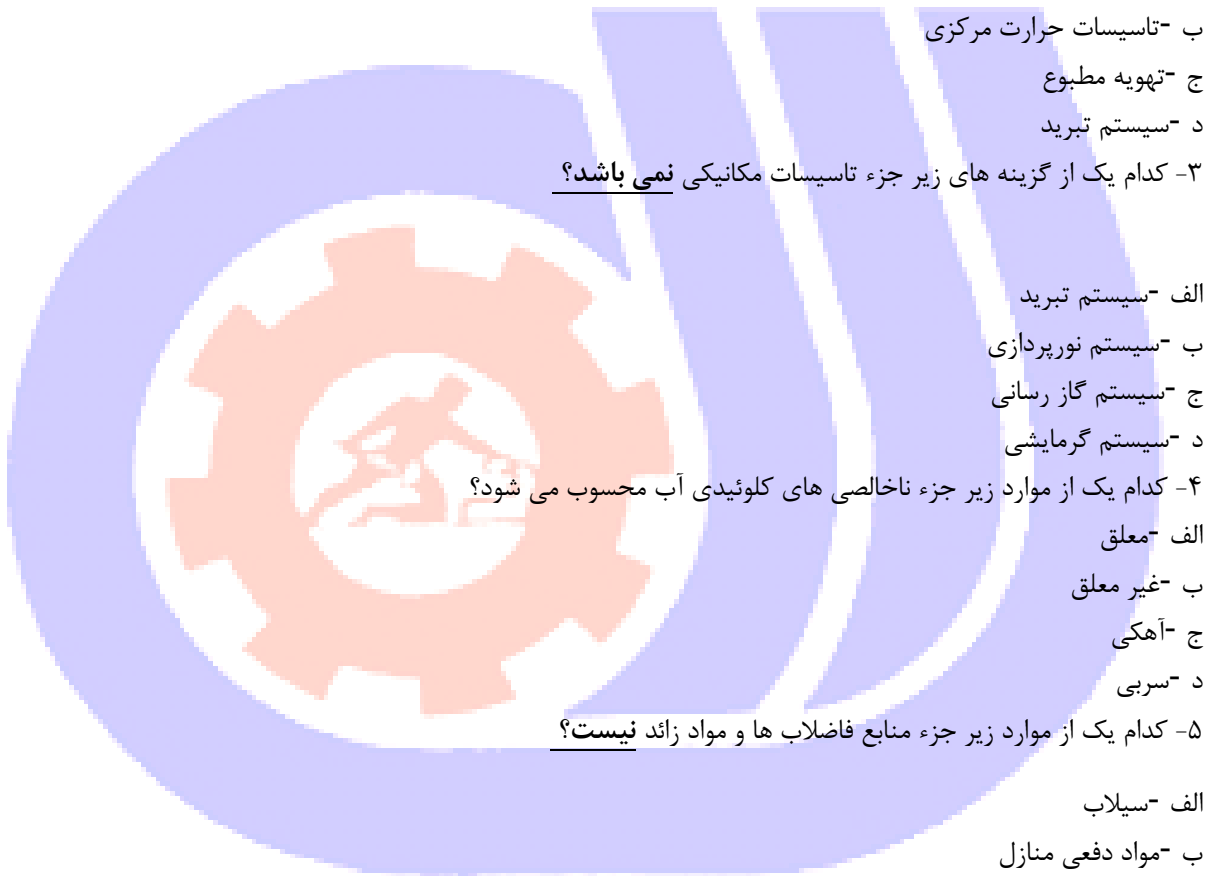 ب -تاسیسات حرارت مرکزی
ج -تهویه مطبوع
د -سیستم تبرید
۳- کدام یک از گزینه های زیر جزء تاسیسات مکانیکی نمی باشد؟
الف -سیستم تبرید
ب -سیستم نورپردازی
ج -سیستم گاز رسانی
د -سیستم گرمایشی
۴- کدام یک از موارد زیر جزء ناخالصی های کلوئیدی آب محسوب می شود؟
الف -معلق
ب -غیر معلق
ج -آهکی
د -سربی
۵- کدام یک از موارد زیر جزء منابع فاضلاب ها و مواد زائد نیست؟
الف -سیلاب
ب -مواد دفعی منازل